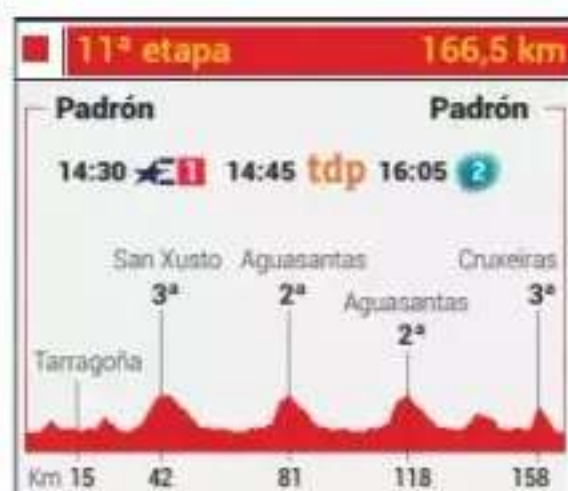 11ª etapa 166,5 km
Padrón Padrón
14:30 E 1 14:45 tdp 16:05 2
San Xusto Aguasantas Cruxeiras
3ª 2ª Aguasantas 3ª
2ª
Tarragoña
Km 15 42 81 118 158